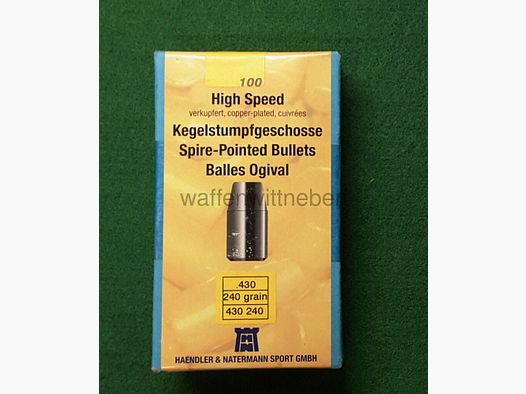 100
High Speed
verkupfert, copper-plated, cuivrées
Kegelstumpfgeschosse
Spire-Pointed Bullets
Balles Ogival
waffenwittneben
.430
240 grain
430 240
HAENDLER & NATERMANN SPORT GMBH